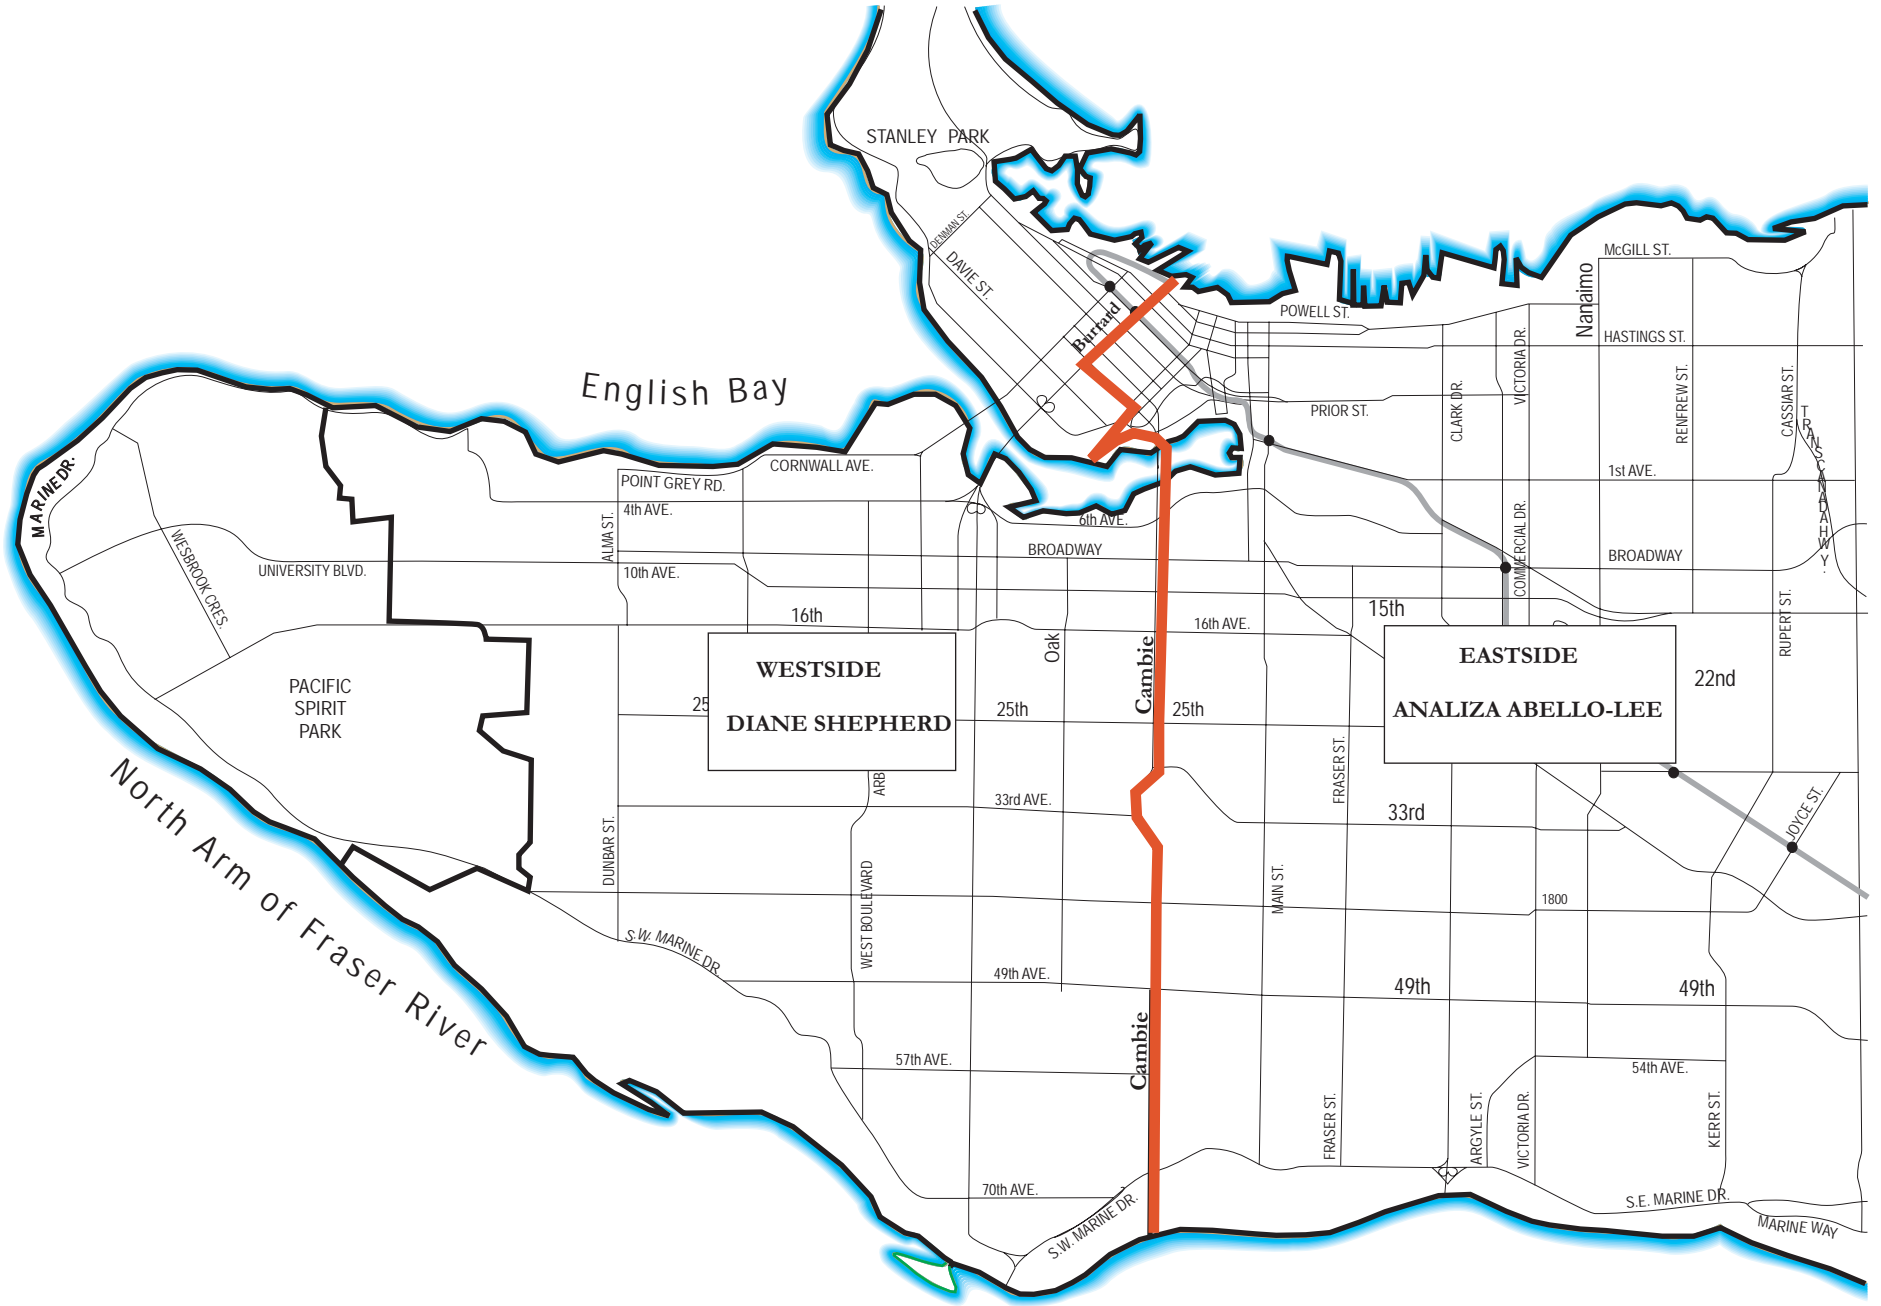 STANLEY PARK
DENMAN ST.
DAVIE ST.
Burrard
McGILL ST.
Nanaimo
POWELL ST.
HASTINGS ST.
VICTORIA DR.
RENFREW ST.
CASSIAR ST.
CLARK DR.
PRIOR ST.
TRANSCANADA HWY.
English Bay
MARINE DR.
CORNWALL AVE.
POINT GREY RD.
1st AVE.
4th AVE.
6th AVE.
ALMA ST.
WESBROOK CRES.
UNIVERSITY BLVD.
BROADWAY
BROADWAY
COMMERCIAL DR.
10th AVE.
16th
16th AVE.
15th
RUPERT ST.
Oak
Cambie
WESTSIDE
DIANE SHEPHERD
EASTSIDE
ANALIZA ABELLO-LEE
22nd
PACIFIC
SPIRIT
PARK
25
25th
25th
ARB
FRASER ST.
33rd AVE.
33rd
JOYCE ST.
North Arm of Fraser River
DUNBAR ST.
WEST BOULEVARD
MAIN ST.
1800
S.W. MARINE DR.
49th AVE.
49th
49th
Cambie
57th AVE.
54th AVE.
FRASER ST.
ARGYLE ST.
VICTORIA DR.
KERR ST.
70th AVE.
S.W. MARINE DR.
S.E. MARINE DR.
MARINE WAY